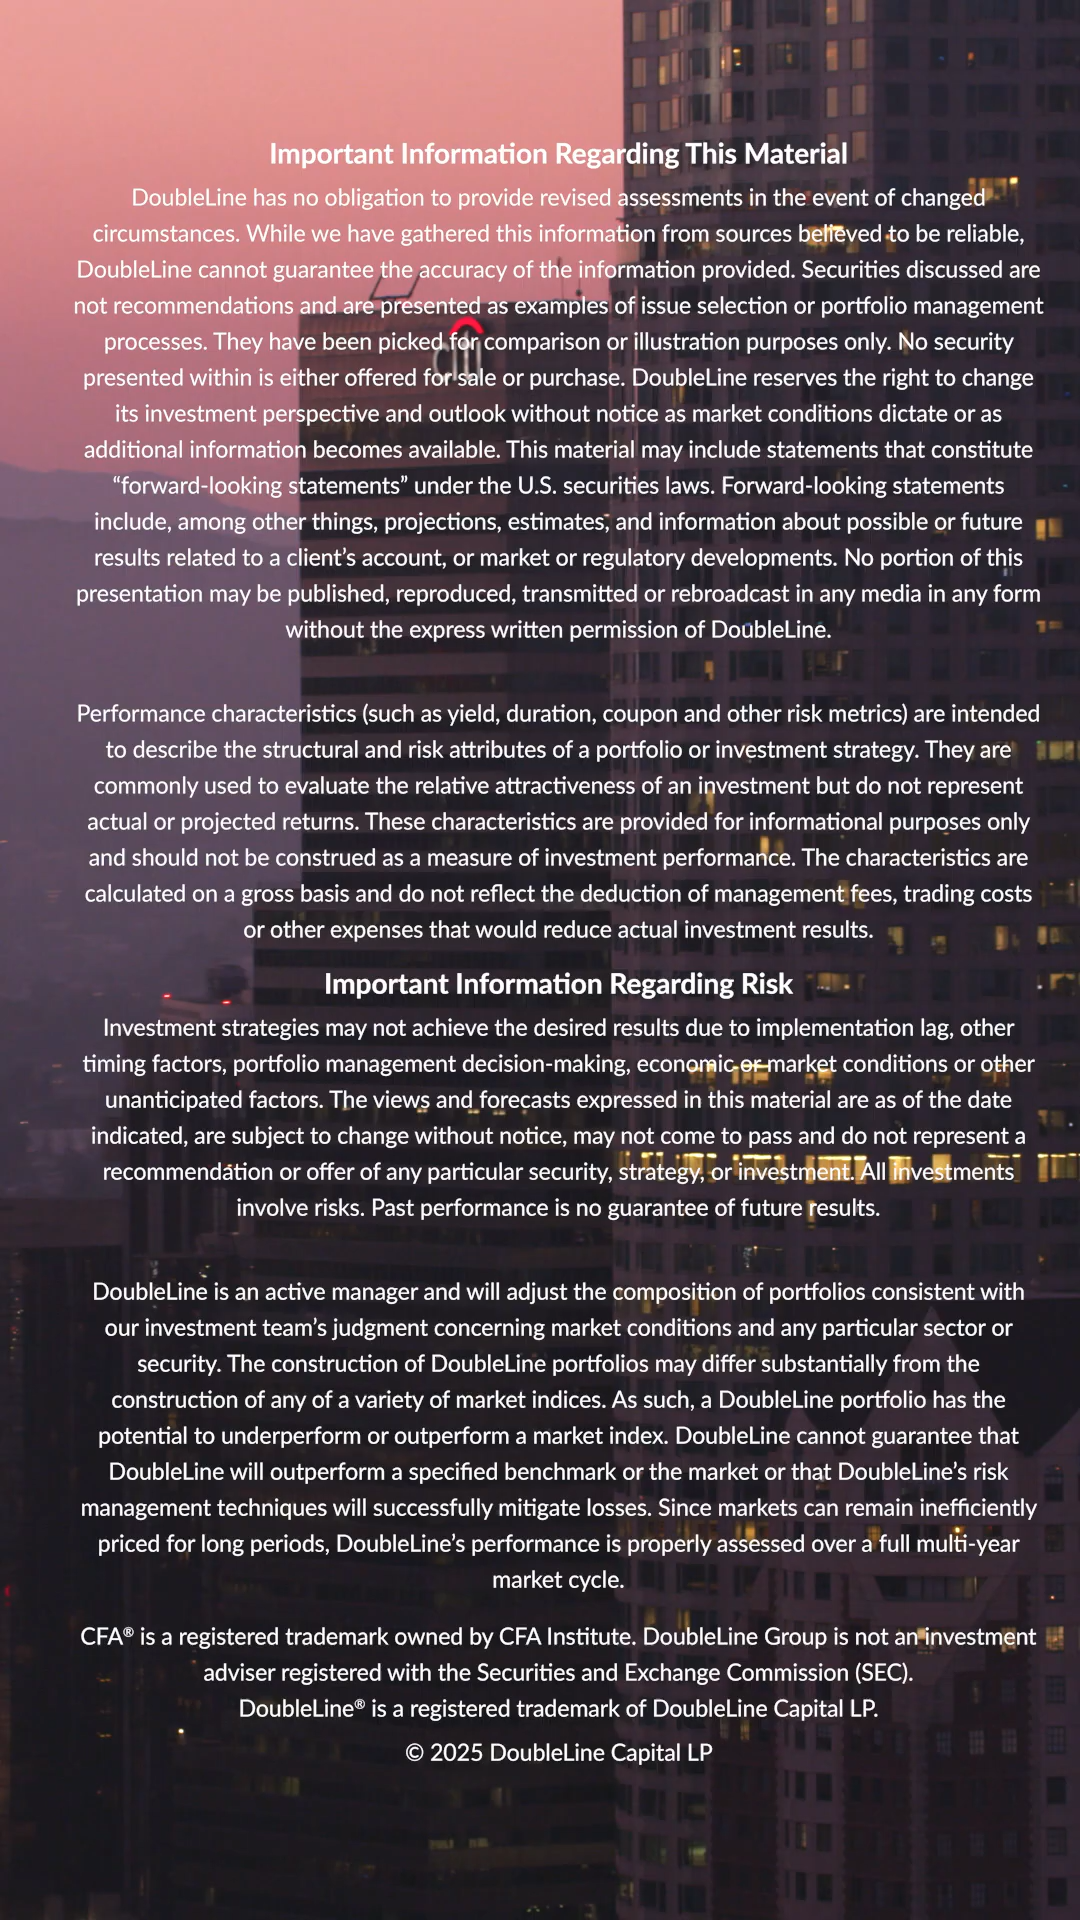 Important Information Regarding This Material
DoubleLine has no obligation to provide revised assessments in the event of changed
circumstances. While we have gathered this information from sources believed to be reliable,
DoubleLine cannot guarantee the accuracy of the information provided. Securities discussed are
not recommendations and are presented as examples of issue selection or portfolio management
processes. They have been picked for comparison or illustration purposes only. No security
presented within is either offered for sale or purchase. DoubleLine reserves the right to change
its investment perspective and outlook without notice as market conditions dictate or as
additional information becomes available. This material may include statements that constitute
“forward-looking statements” under the U.S. securities laws. Forward-looking statements
include, among other things, projections, estimates, and information about possible or future
results related to a client’s account, or market or regulatory developments. No portion of this
presentation may be published, reproduced, transmitted or rebroadcast in any media in any form
without the express written permission of DoubleLine.
citi
Performance characteristics (such as yield, duration, coupon and other risk metrics) are intended
to describe the structural and risk attributes of a portfolio or investment strategy. They are
commonly used to evaluate the relative attractiveness of an investment but do not represent
actual or projected returns. These characteristics are provided for informational purposes only
and should not be construed as a measure of investment performance. The characteristics are
calculated on a gross basis and do not reflect the deduction of management fees, trading costs
or other expenses that would reduce actual investment results.
Important Information Regarding Risk
Investment strategies may not achieve the desired results due to implementation lag, other
timing factors, portfolio management decision-making, economic or market conditions or other
unanticipated factors. The views and forecasts expressed in this material are as of the date
indicated, are subject to change without notice, may not come to pass and do not represent a
recommendation or offer of any particular security, strategy, or investment. All investments
involve risks. Past performance is no guarantee of future results.
DoubleLine is an active manager and will adjust the composition of portfolios consistent with
our investment team’s judgment concerning market conditions and any particular sector or
security. The construction of DoubleLine portfolios may differ substantially from the
construction of any of a variety of market indices. As such, a DoubleLine portfolio has the
potential to underperform or outperform a market index. DoubleLine cannot guarantee that
DoubleLine will outperform a specified benchmark or the market or that DoubleLine’s risk
management techniques will successfully mitigate losses. Since markets can remain inefficiently
priced for long periods, DoubleLine’s performance is properly assessed over a full multi-year
market cycle.
CFA® is a registered trademark owned by CFA Institute. DoubleLine Group is not an investment
adviser registered with the Securities and Exchange Commission (SEC).
DoubleLine® is a registered trademark of DoubleLine Capital LP.
© 2025 DoubleLine Capital LP